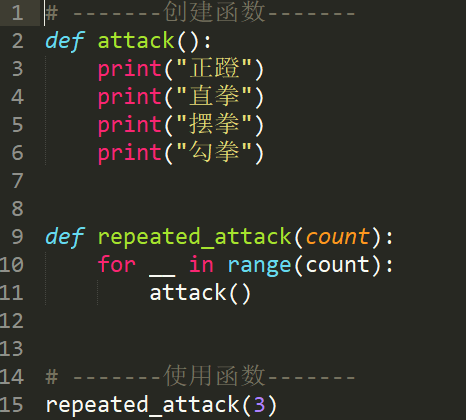 1 # -------创建函数-------
2 def attack():
3     print("正蹬")
4     print("直拳")
5     print("摆拳")
6     print("勾拳")
7
8
9 def repeated_attack(count):
10     for __ in range(count):
11         attack()
12
13
14 # -------使用函数-------
15 repeated_attack(3)